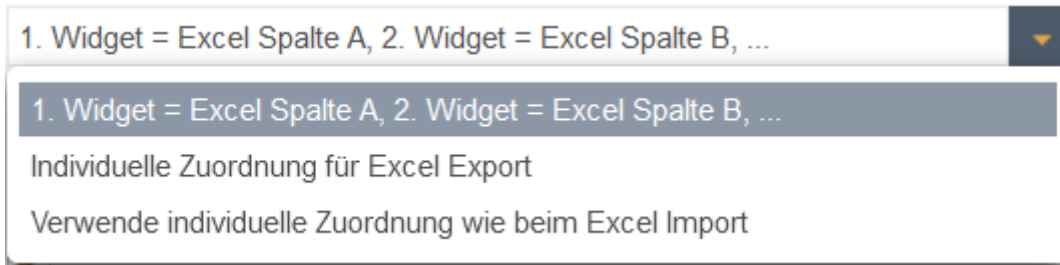 1. Widget = Excel Spalte A, 2. Widget = Excel Spalte B, ...
1. Widget = Excel Spalte A, 2. Widget = Excel Spalte B, ...
Individuelle Zuordnung für Excel Export
Verwende individuelle Zuordnung wie beim Excel Import